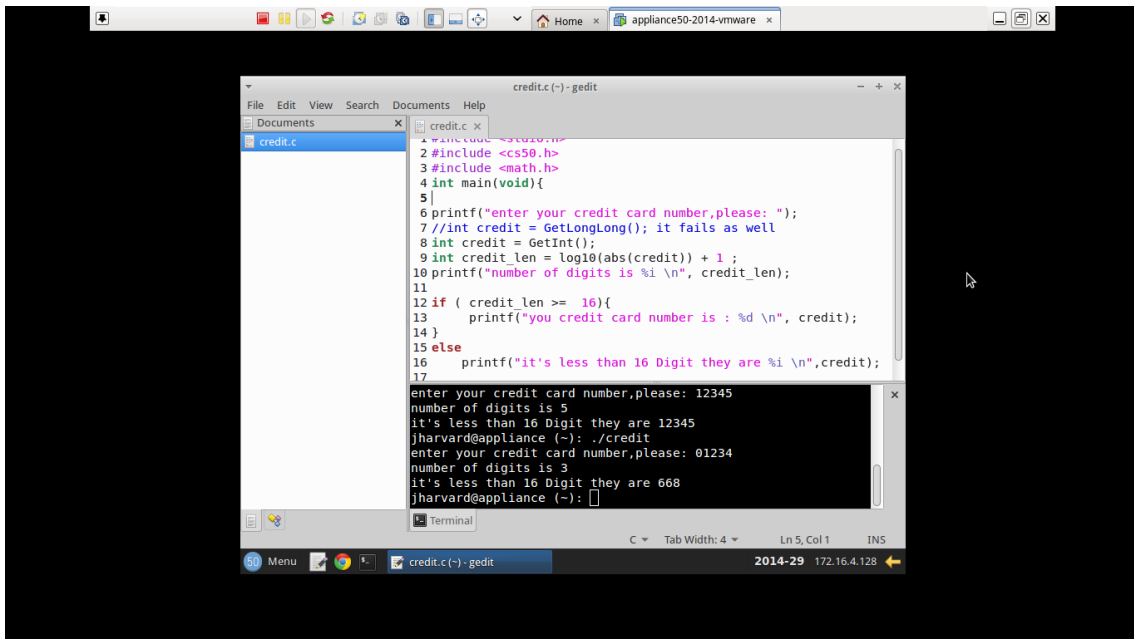 Home ×
appliance50-2014-vmware ×
credit.c (~) - gedit
File Edit View Search Documents Help
Documents
credit.c
credit.c ×
1 #include <stdio.h>
2 #include <cs50.h>
3 #include <math.h>
4 int main(void){
5
6 printf("enter your credit card number,please: ");
7 //int credit = GetLongLong(); it fails as well
8 int credit = GetInt();
9 int credit_len = log10(abs(credit)) + 1 ;
10 printf("number of digits is %i \n", credit_len);
11
12 if ( credit_len >=  16){
13      printf("you credit card number is : %d \n", credit);
14 }
15 else
16     printf("it's less than 16 Digit they are %i \n",credit);
17
enter your credit card number,please: 12345
number of digits is 5
it's less than 16 Digit they are 12345
jharvard@appliance (~): ./credit
enter your credit card number,please: 01234
number of digits is 3
it's less than 16 Digit they are 668
jharvard@appliance (~):
Terminal
C Tab Width: 4 Ln 5, Col 1 INS
50 Menu credit.c (~) - gedit 2014-29 172.16.4.128